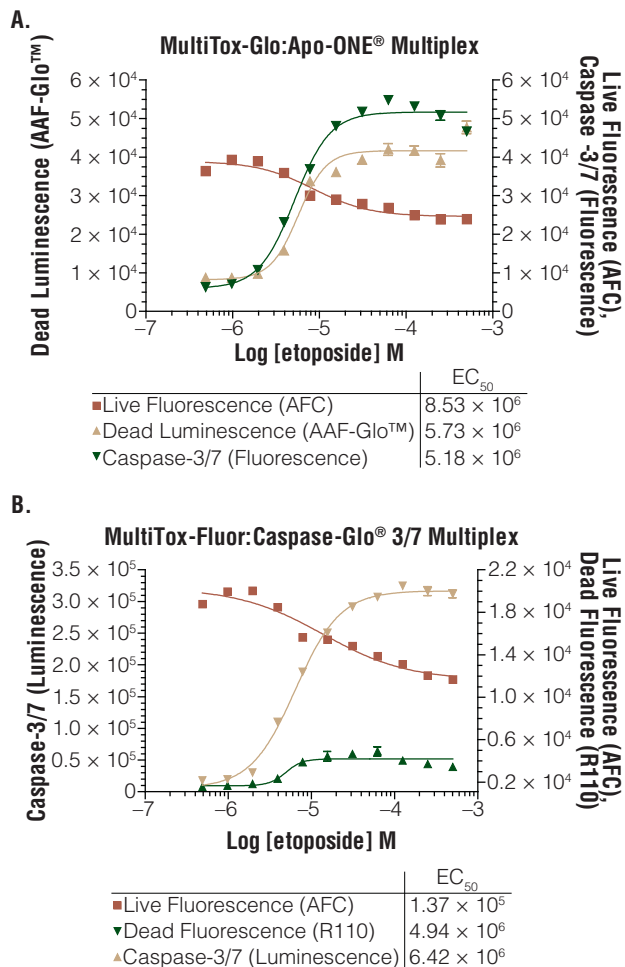 A.
MultiTox-Glo:Apo-ONE® Multiplex
Dead Luminescence (AAF-Glo™)
6 × 10⁴
5 × 10⁴
4 × 10⁴
3 × 10⁴
2 × 10⁴
1 × 10⁴
0
6 × 10⁴
5 × 10⁴
4 × 10⁴
3 × 10⁴
2 × 10⁴
1 × 10⁴
0
Live Fluorescence (AFC),
Caspase -3/7 (Fluorescence)
−7 −6 −5 −4 −3
Log [etoposide] M
EC₅₀
Live Fluorescence (AFC) 8.53 × 10⁶
Dead Luminescence (AAF-Glo™) 5.73 × 10⁶
Caspase-3/7 (Fluorescence) 5.18 × 10⁶
B.
MultiTox-Fluor:Caspase-Glo® 3/7 Multiplex
Caspase-3/7 (Luminescence)
3.5 × 10⁵
3.0 × 10⁵
2.5 × 10⁵
2.0 × 10⁵
1.5 × 10⁵
1.0 × 10⁵
0.5 × 10⁵
0
2.2 × 10⁴
1.8 × 10⁴
1.4 × 10⁴
1.0 × 10⁴
0.6 × 10⁴
0.2 × 10⁴
Live Fluorescence (AFC),
Dead Fluorescence (R110)
−7 −6 −5 −4 −3
Log [etoposide] M
EC₅₀
Live Fluorescence (AFC) 1.37 × 10⁵
Dead Fluorescence (R110) 4.94 × 10⁶
Caspase-3/7 (Luminescence) 6.42 × 10⁶